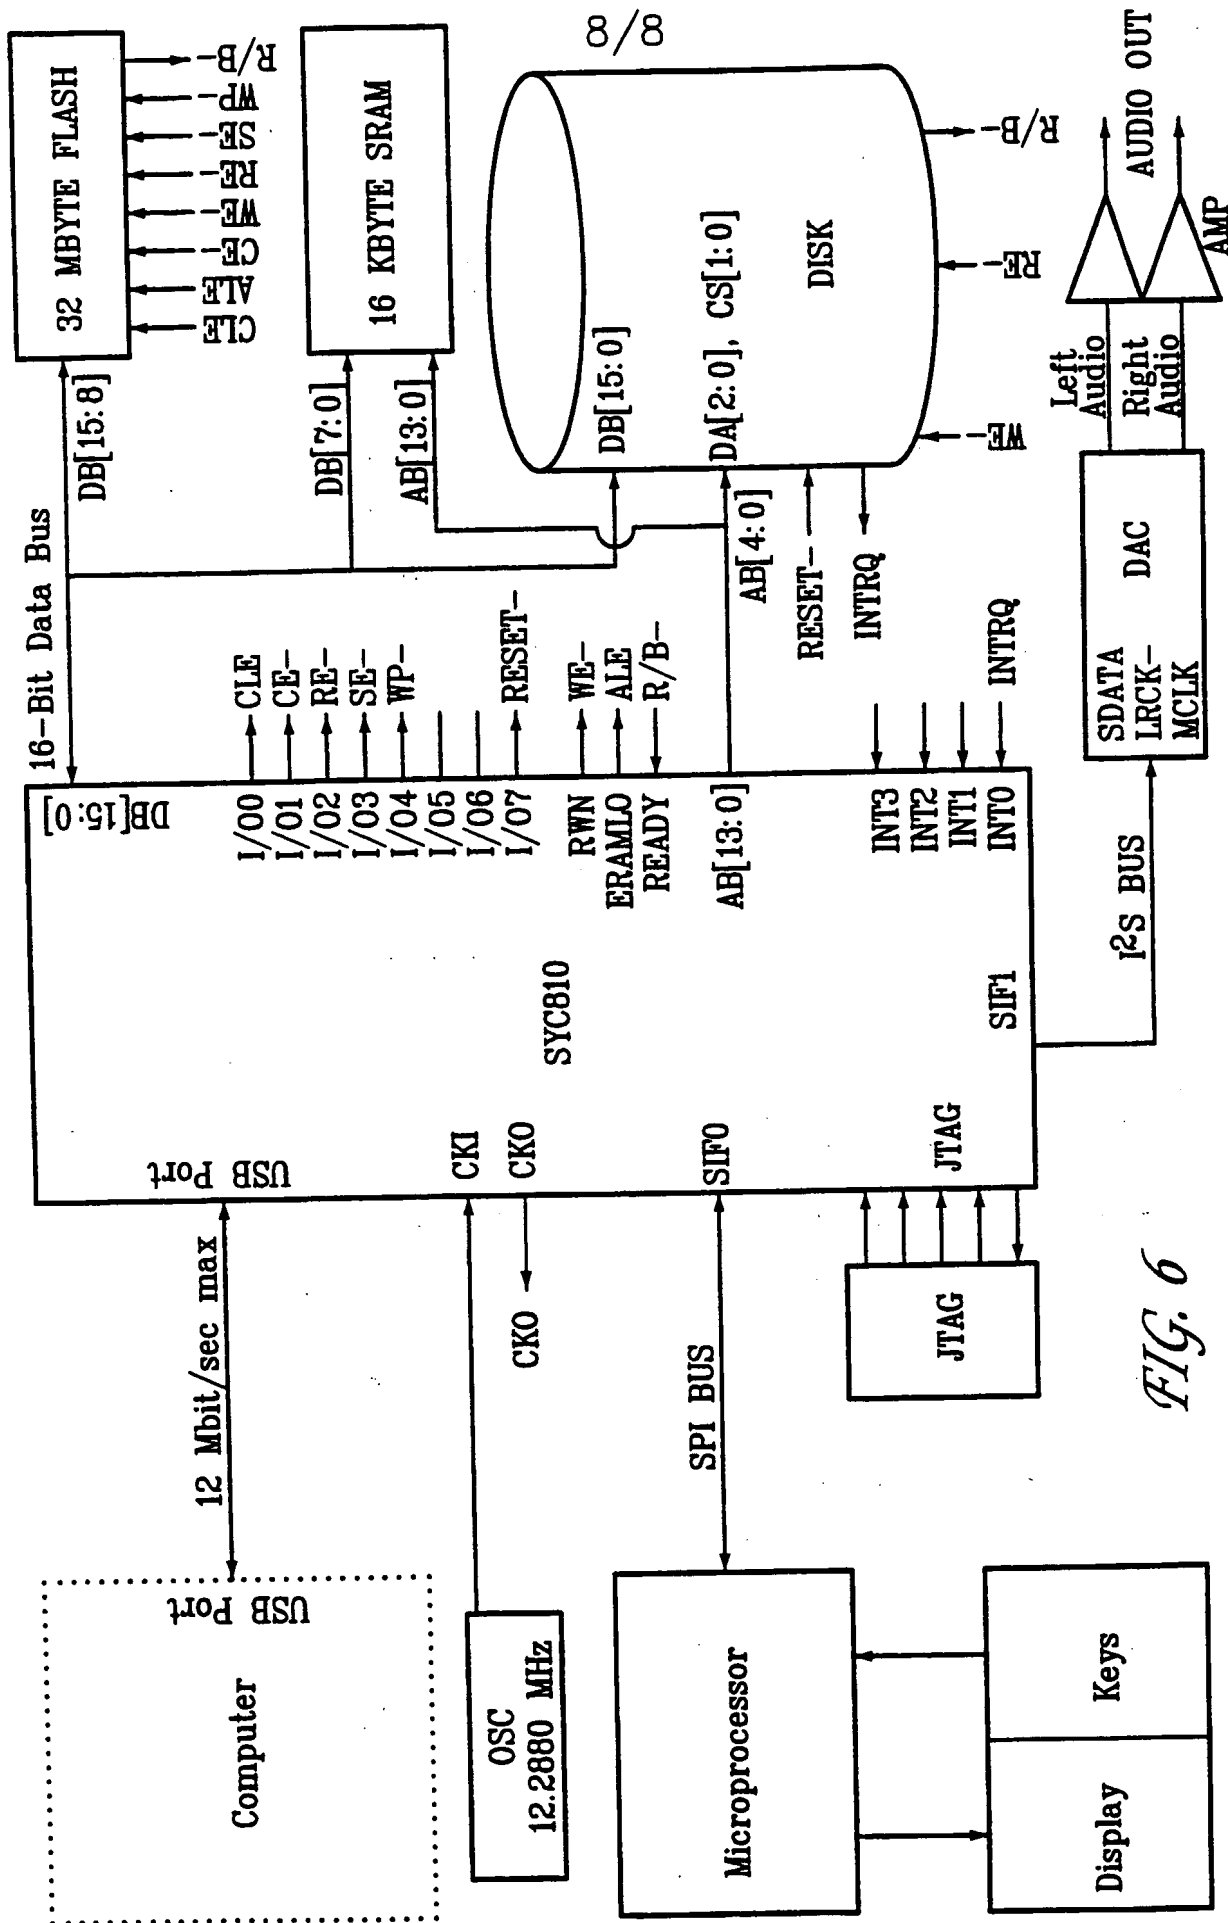 8/8
Computer
USB Port
12 Mbit/sec max
USB Port
16-Bit Data Bus
DB[15:0]
DB[15:8]
32 MBYTE FLASH
CLE
ALE
CE-
WE-
RE-
SE-
WP-
R/B-
DB[7:0]
AB[13:0]
16 KBYTE SRAM
OSC
12.2880 MHz
CKI
CKO
CKO
SYC810
I/O0
I/O1
I/O2
I/O3
I/O4
I/O5
I/O6
I/O7
CLE
CE-
RE-
SE-
WP-
RESET-
RWN
ERAMLO
READY
WE-
ALE
R/B-
AB[13:0]
DB[15:0]
DA[2:0], CS[1:0]
DISK
AB[4:0]
RESET-
INTRQ
WE-
RE-
R/B-
Microprocessor
SPI BUS
SIF0
INT3
INT2
INT1
INT0
INTRQ
Display
Keys
JTAG
JTAG
SIF1
I2S BUS
SDATA
LRCK-
MCLK
DAC
Left
Audio
Right
Audio
AMP
AUDIO OUT
FIG. 6